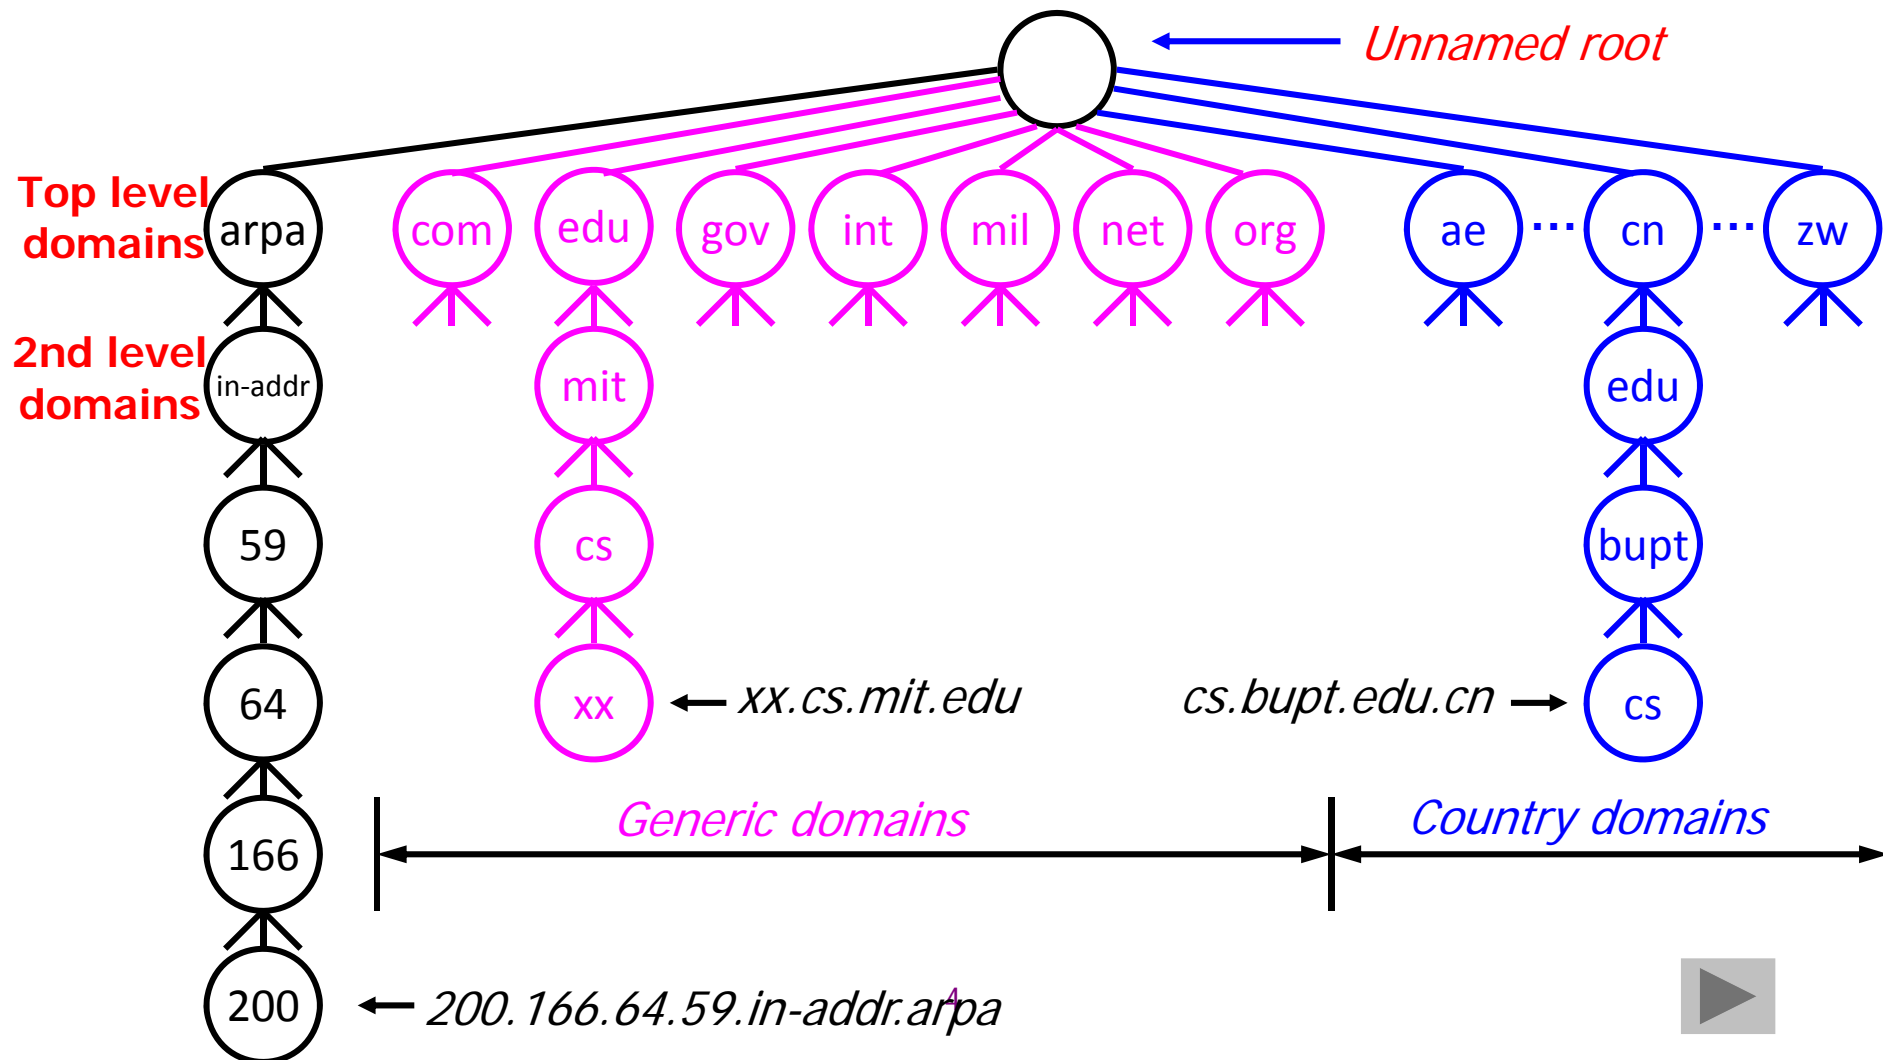 Unnamed root
Top level
domains
arpa com edu gov int mil net org ae ... cn ... zw
2nd level
domains
in-addr mit edu
59 cs bupt
64 xx xx.cs.mit.edu cs.bupt.edu.cn cs
166 Generic domains Country domains
200 200.166.64.59.in-addr.arpa
4